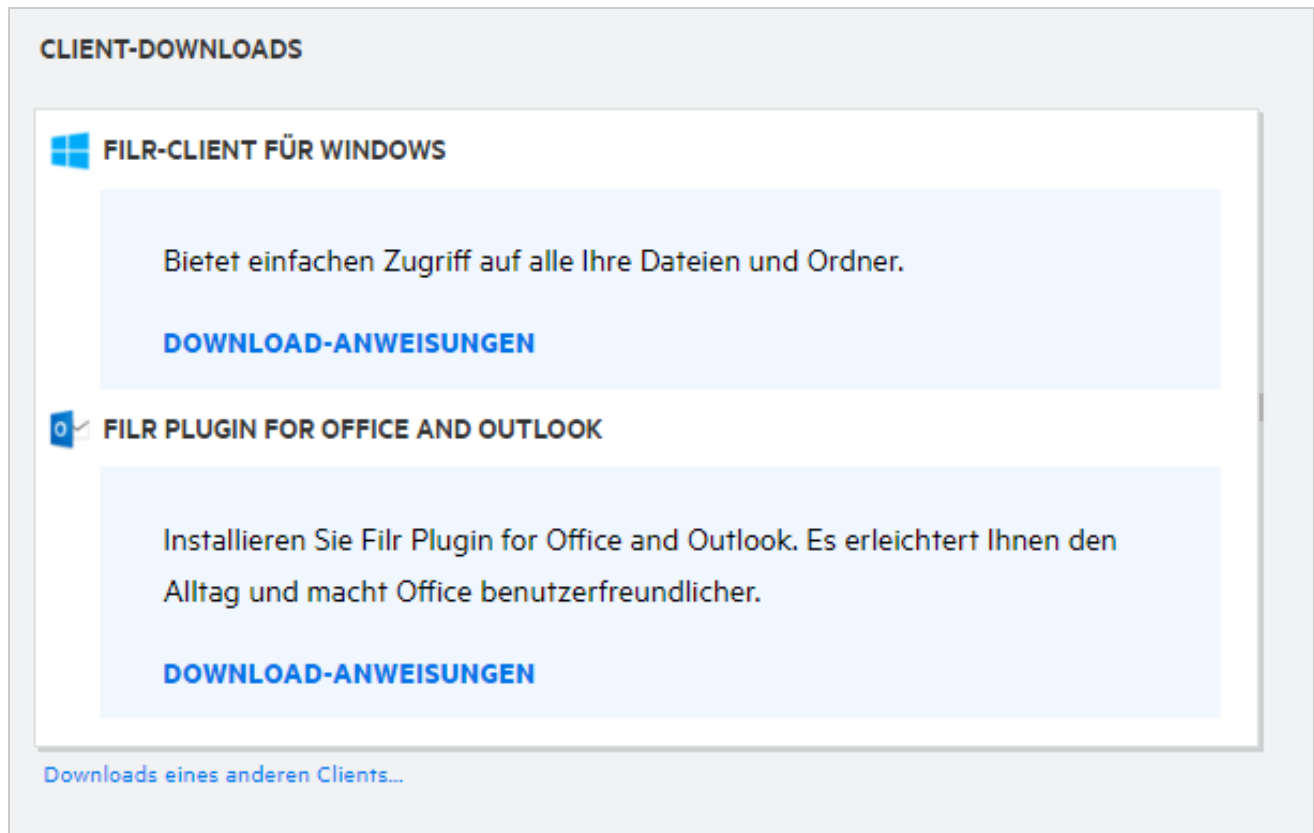 CLIENT-DOWNLOADS
FILR-CLIENT FÜR WINDOWS
Bietet einfachen Zugriff auf alle Ihre Dateien und Ordner.
DOWNLOAD-ANWEISUNGEN
FILR PLUGIN FOR OFFICE AND OUTLOOK
Installieren Sie Filr Plugin for Office and Outlook. Es erleichtert Ihnen den
Alltag und macht Office benutzerfreundlicher.
DOWNLOAD-ANWEISUNGEN
Downloads eines anderen Clients...